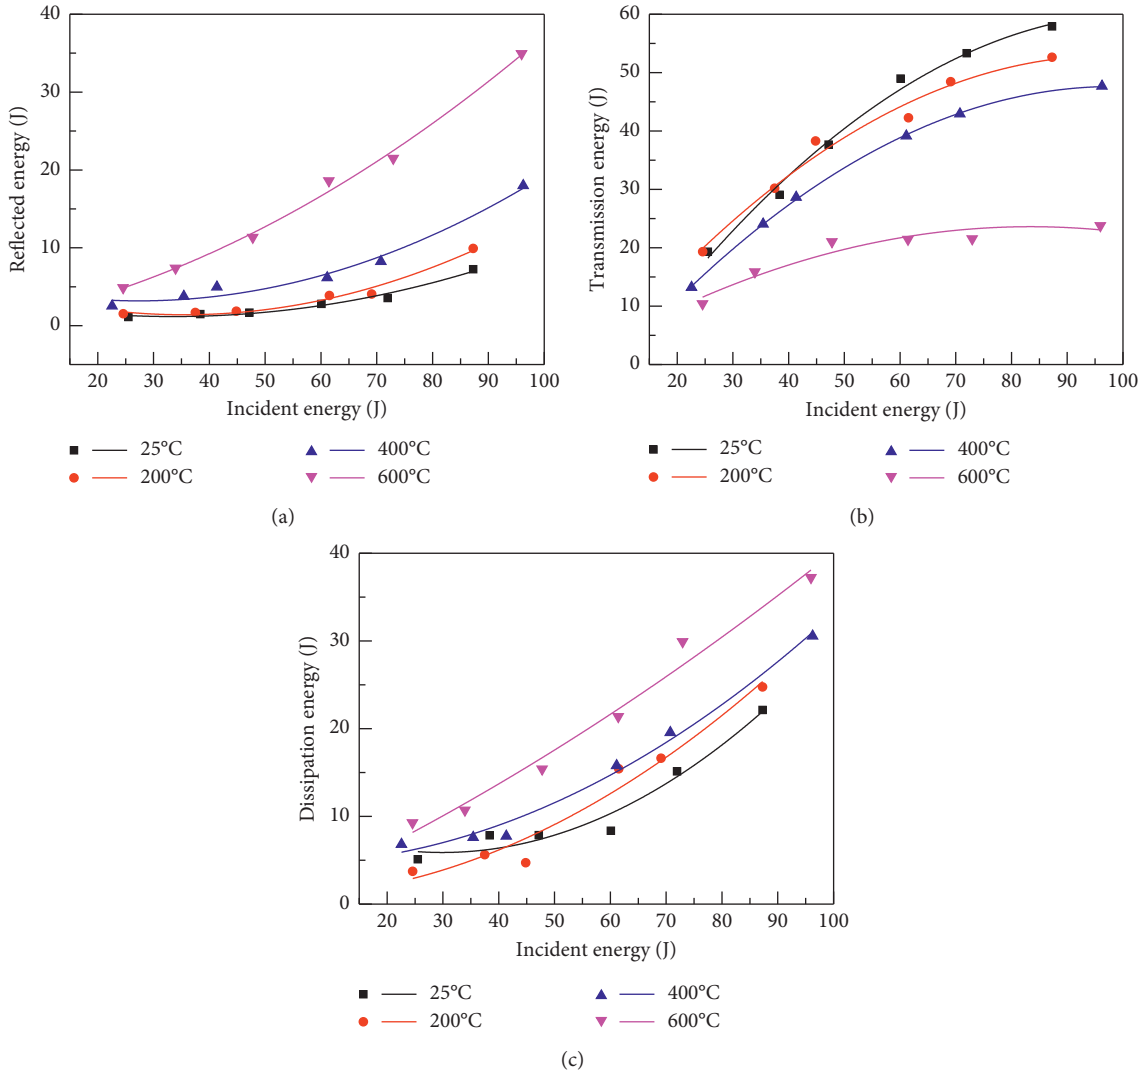 40
30
20
10
0
Reflected energy (J)
20 30 40 50 60 70 80 90 100
Incident energy (J)
25°C
200°C
400°C
600°C
(a)
60
50
40
30
20
10
0
Transmission energy (J)
20 30 40 50 60 70 80 90 100
Incident energy (J)
25°C
200°C
400°C
600°C
(b)
40
30
20
10
0
Dissipation energy (J)
20 30 40 50 60 70 80 90 100
Incident energy (J)
25°C
200°C
400°C
600°C
(c)